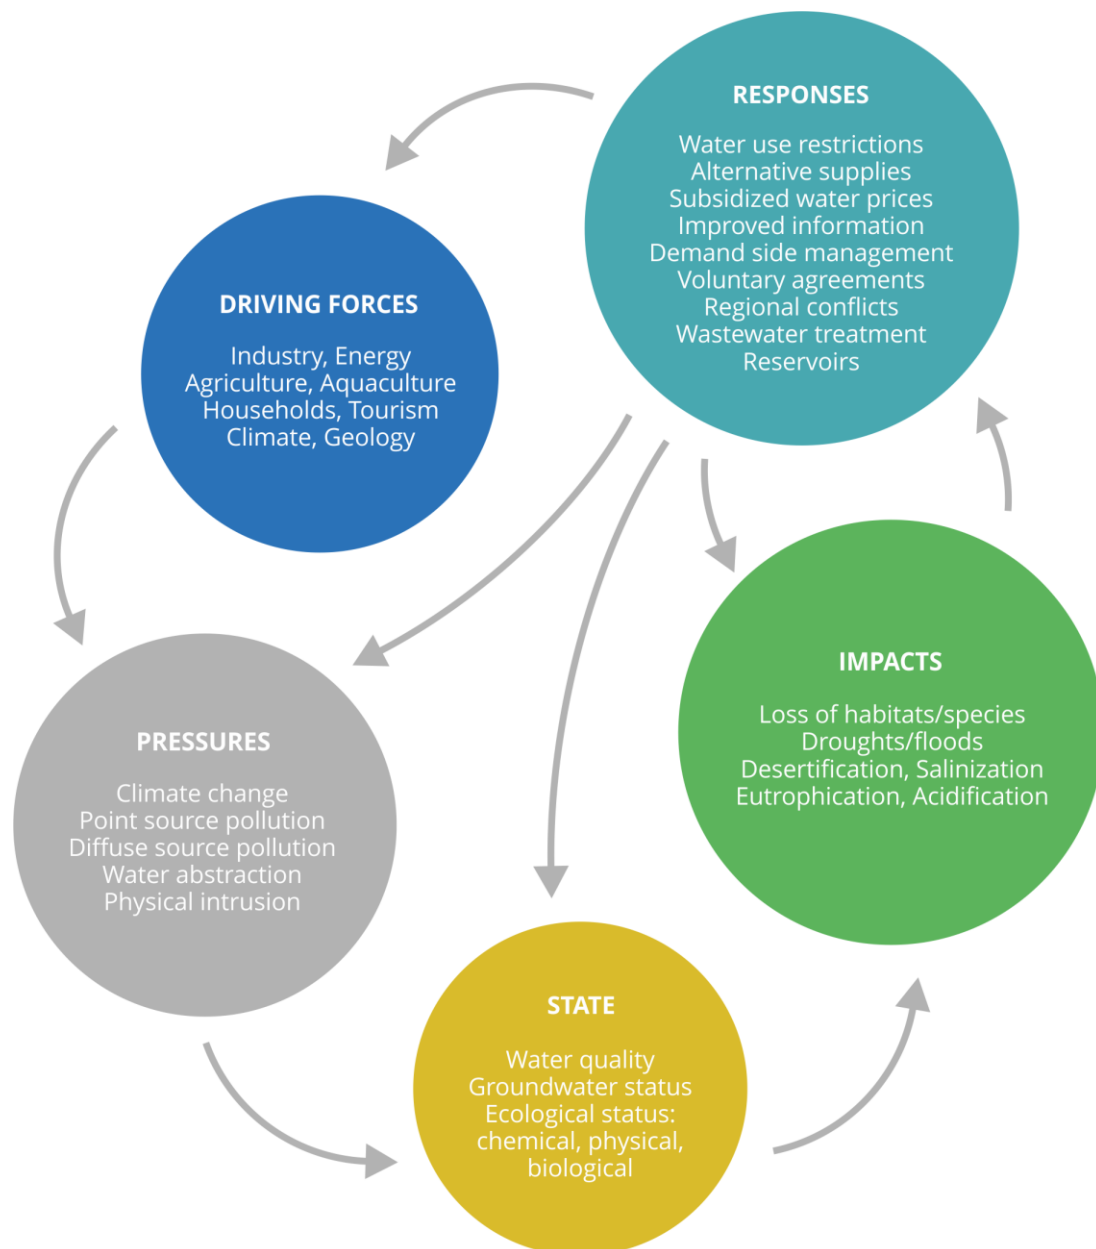 RESPONSES
Water use restrictions
Alternative supplies
Subsidized water prices
Improved information
Demand side management
Voluntary agreements
Regional conflicts
Wastewater treatment
Reservoirs
DRIVING FORCES
Industry, Energy
Agriculture, Aquaculture
Households, Tourism
Climate, Geology
PRESSURES
Climate change
Point source pollution
Diffuse source pollution
Water abstraction
Physical intrusion
STATE
Water quality
Groundwater status
Ecological status:
chemical, physical,
biological
IMPACTS
Loss of habitats/species
Droughts/floods
Desertification, Salinization
Eutrophication, Acidification